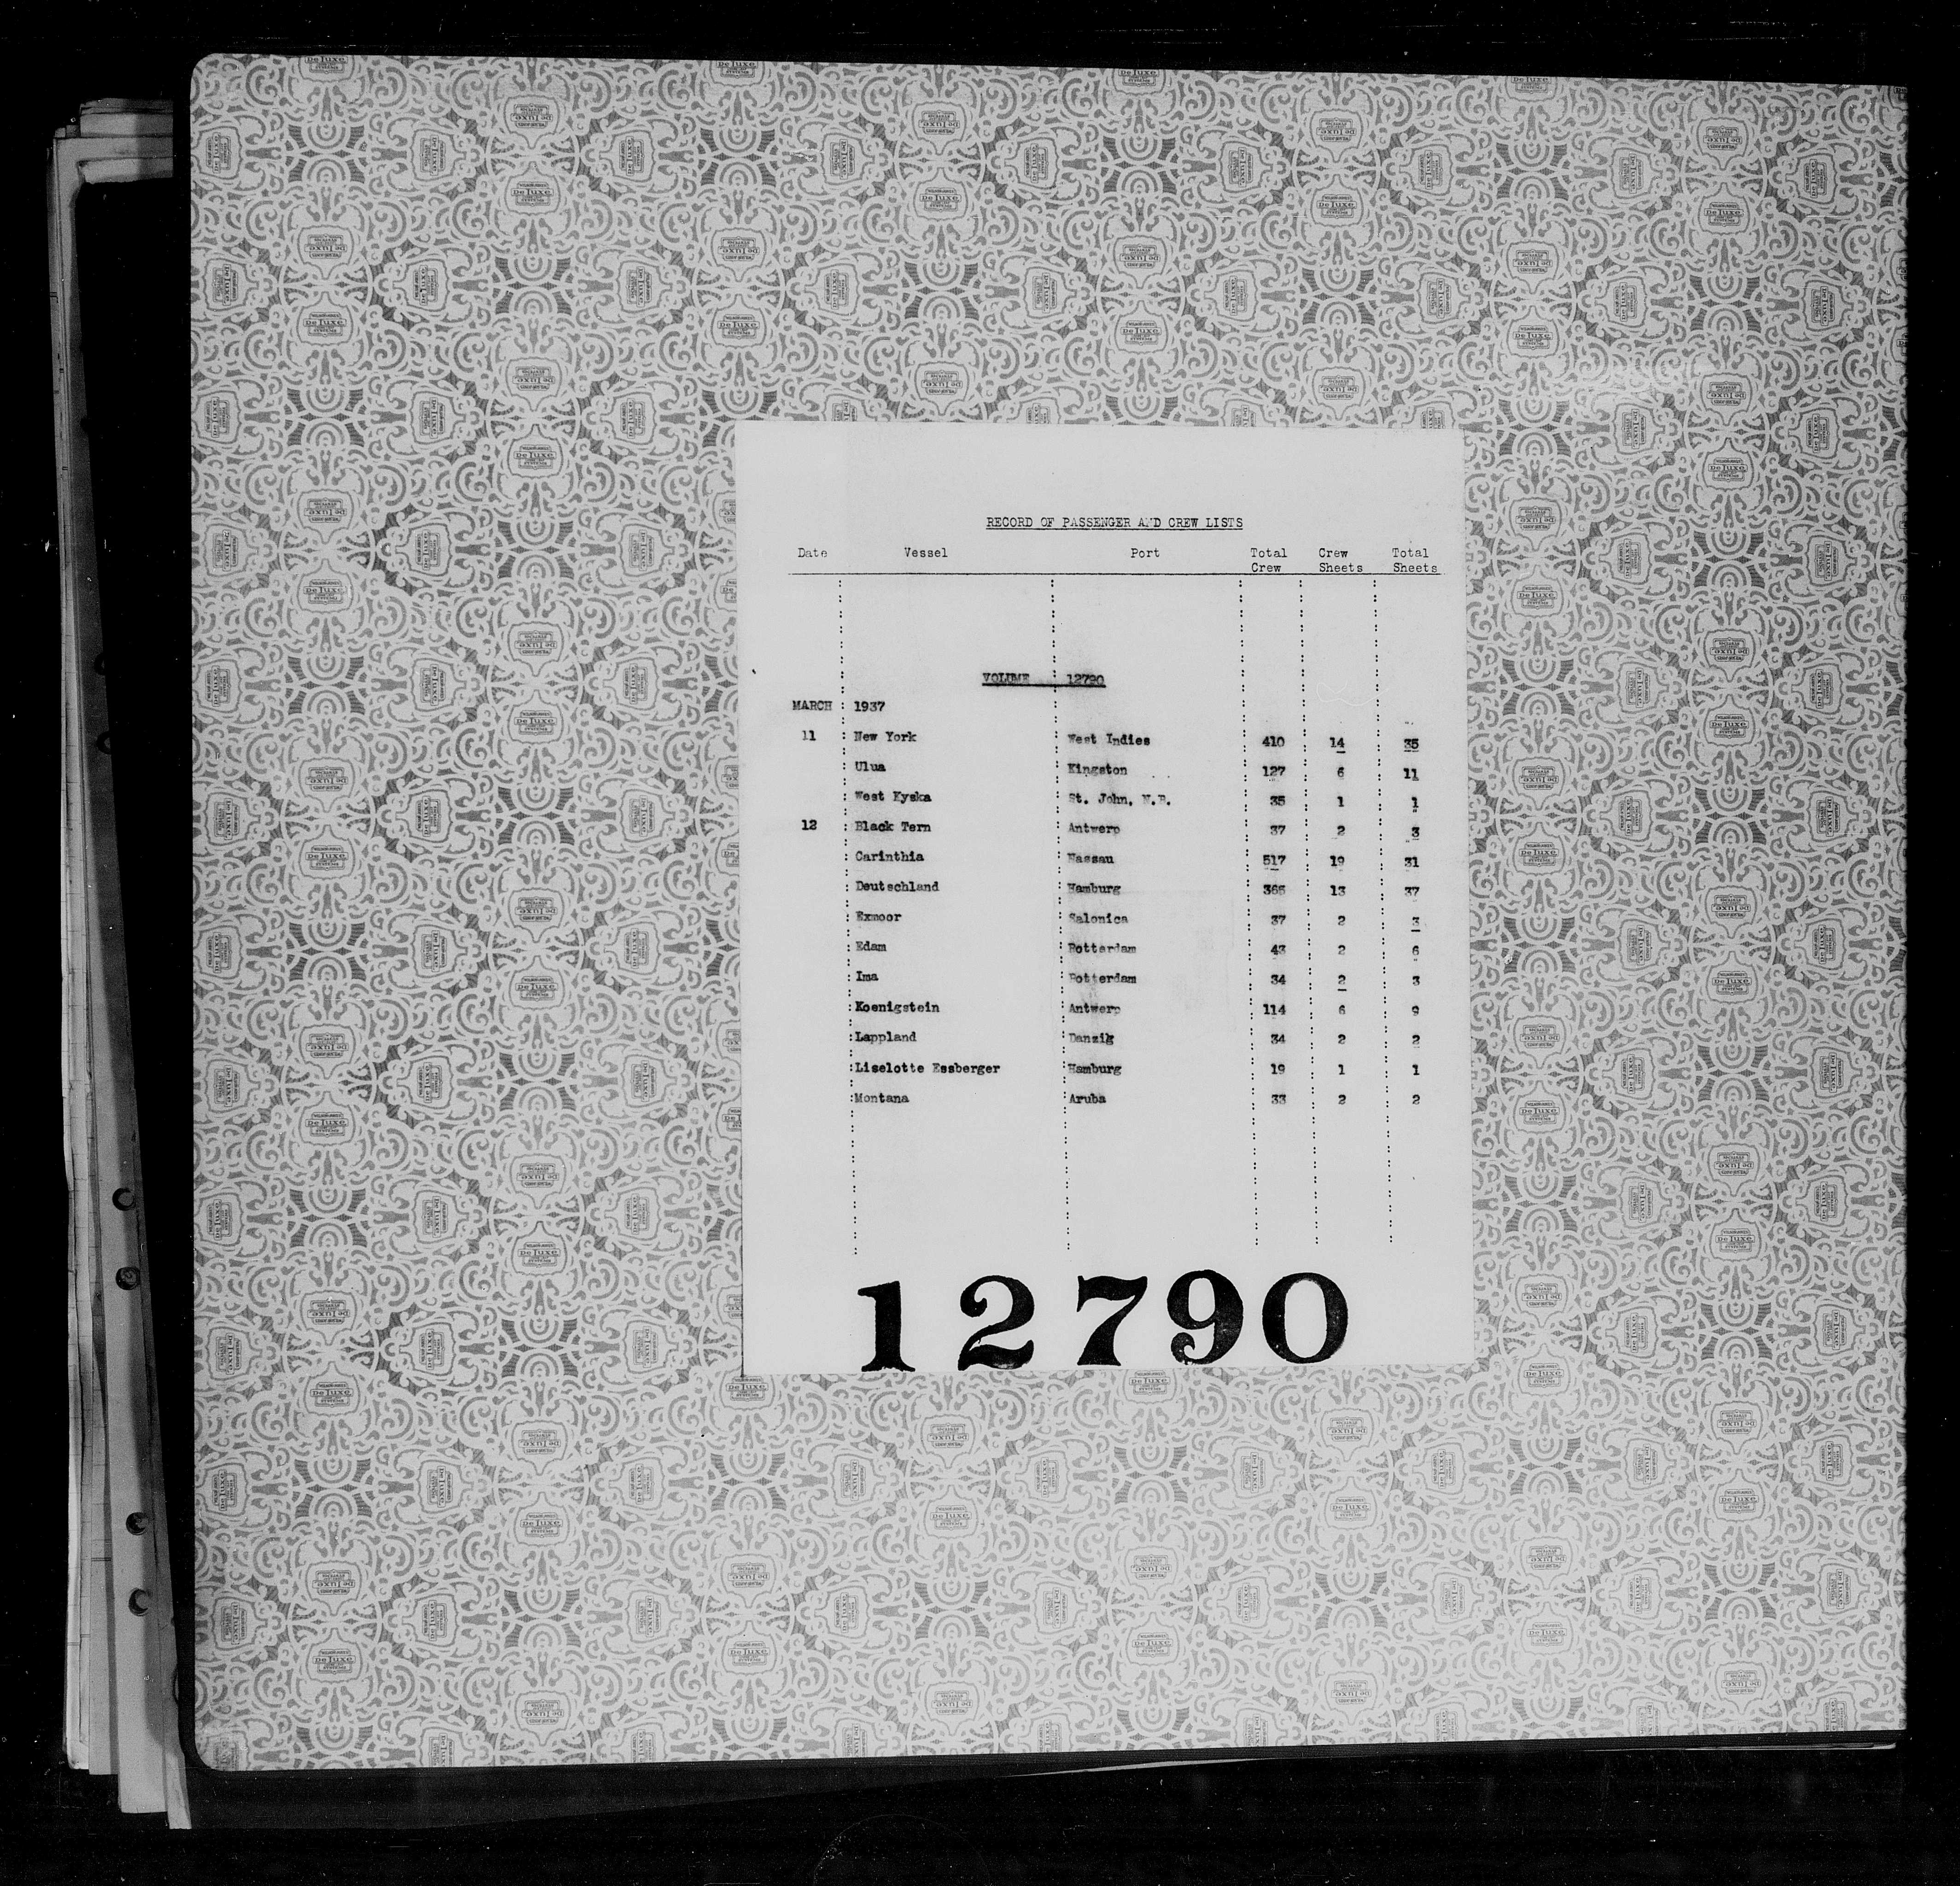 RECORD OF PASSENGER AND CREW LISTS
Date Vessel Port Total Crew Total
Crew Sheets Sheets
VOLUME 12790
MARCH 1937
11 New York West Indies 410 14 35
Ulua Kingston 127 6 11
West Kyska St. John, N.B. 35 1 1
12 Black Tern Antwerp 37 2 3
Carinthia Nassau 517 19 31
Deutschland Hamburg 365 13 37
Exmoor Salonica 37 2 3
Edam Rotterdam 43 2 6
Ima Rotterdam 34 2 3
Koenigstein Antwerp 114 6 9
Lappland Danzig 34 2 2
Liselotte Essberger Hamburg 19 1 1
Montana Aruba 33 2 2
12790
De Luxe